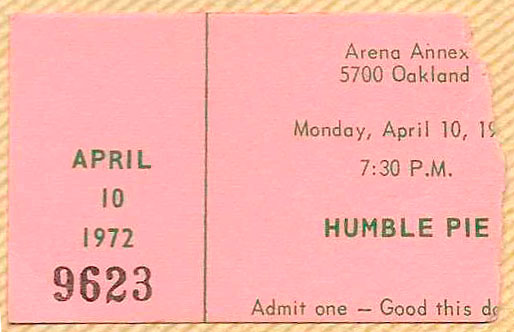 APRIL
10
1972
9623
Arena Annex
5700 Oakland
Monday, April 10, 19
7:30 P.M.
HUMBLE PIE
Admit one – Good this d